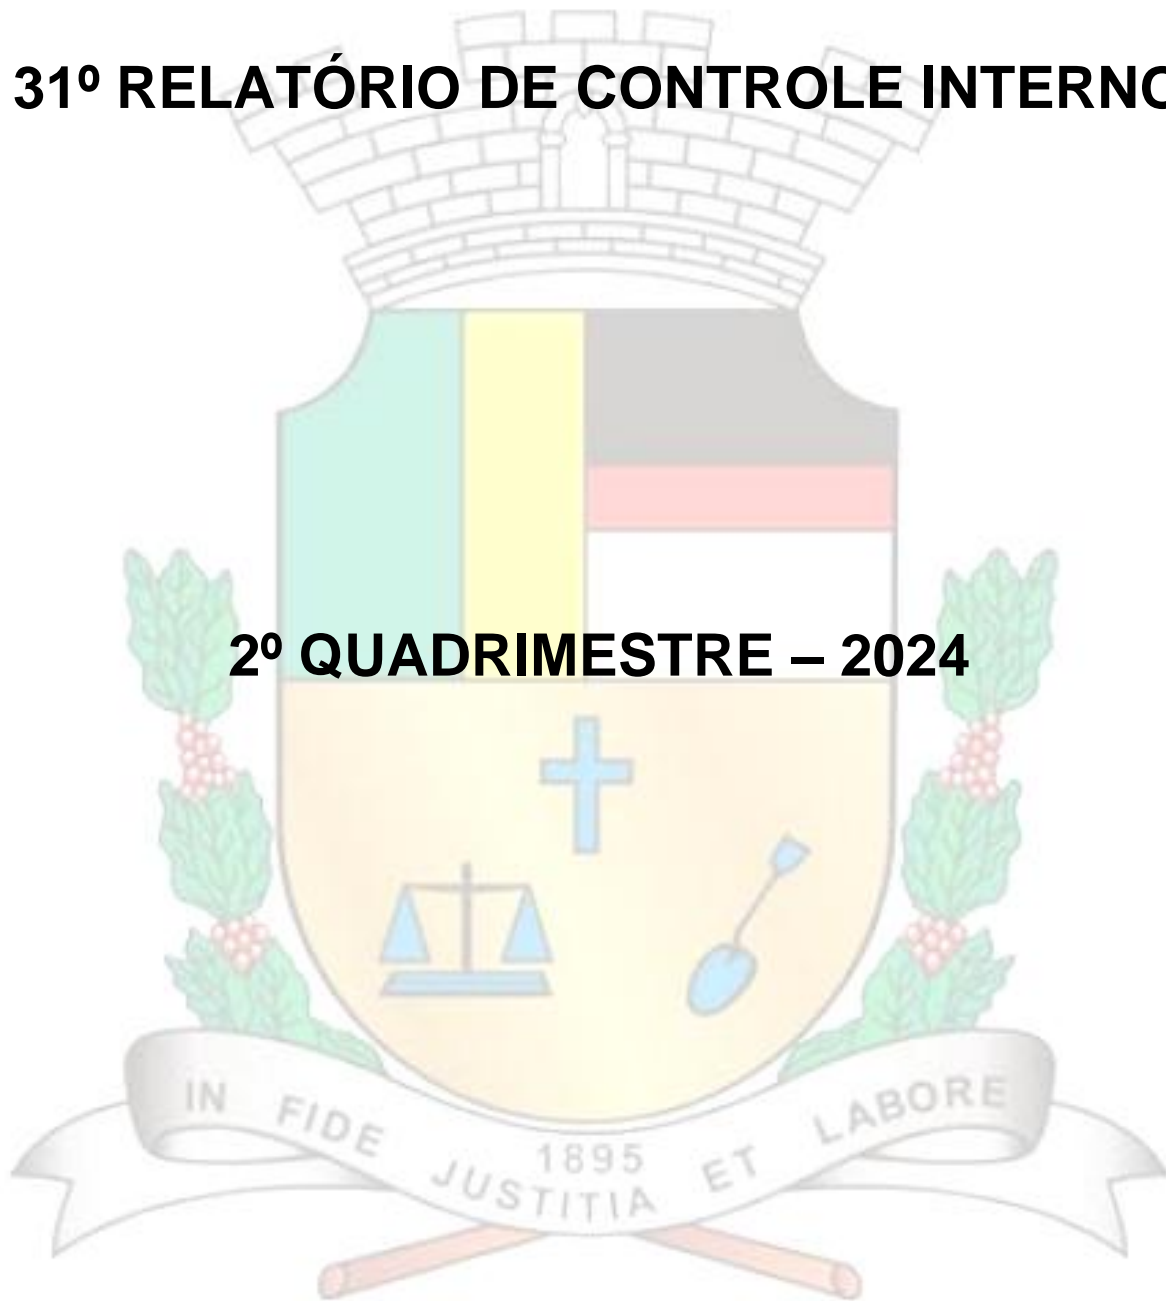 31º RELATÓRIO DE CONTROLE INTERNO
2º QUADRIMESTRE – 2024
IN FIDE JUSTITIA ET LABORE
1895